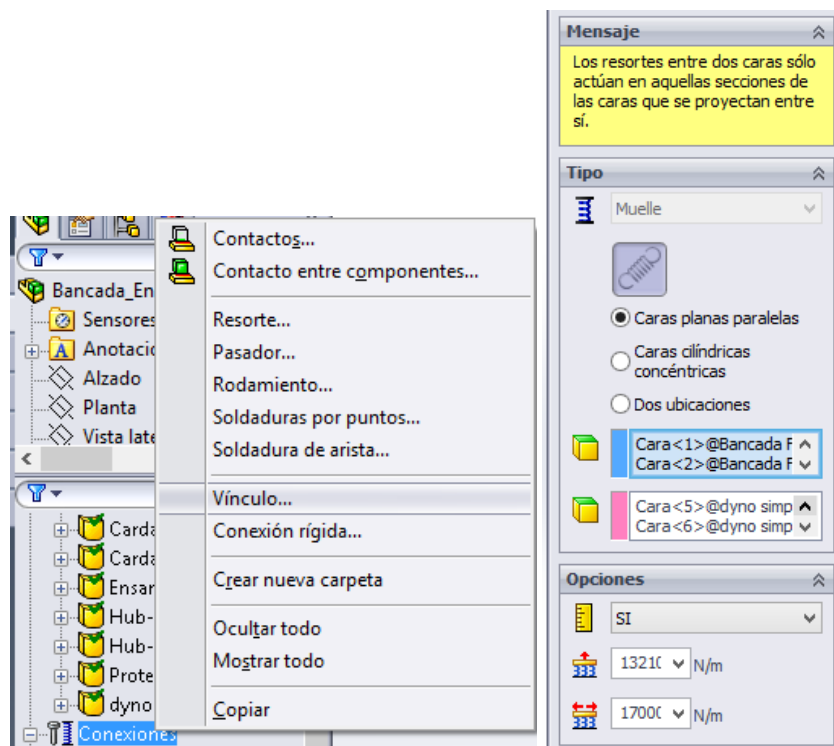 Bancada_En
Sensores
Anotacio
Alzado
Planta
Vista late
Carda
Carda
Ensar
Hub-
Hub-
Prote
dyno
Conexiones
Contactos...
Contacto entre componentes...
Resorte...
Pasador...
Rodamiento...
Soldaduras por puntos...
Soldadura de arista...
Vínculo...
Conexión rígida...
Crear nueva carpeta
Ocultar todo
Mostrar todo
Copiar
Mensaje
Los resortes entre dos caras sólo
actúan en aquellas secciones de
las caras que se proyectan entre
sí.
Tipo
Muelle
Caras planas paralelas
Caras cilíndricas
concéntricas
Dos ubicaciones
Cara<1>@Bancada F
Cara<2>@Bancada F
Cara<5>@dyno simp
Cara<6>@dyno simp
Opciones
SI
1321( N/m
1700( N/m